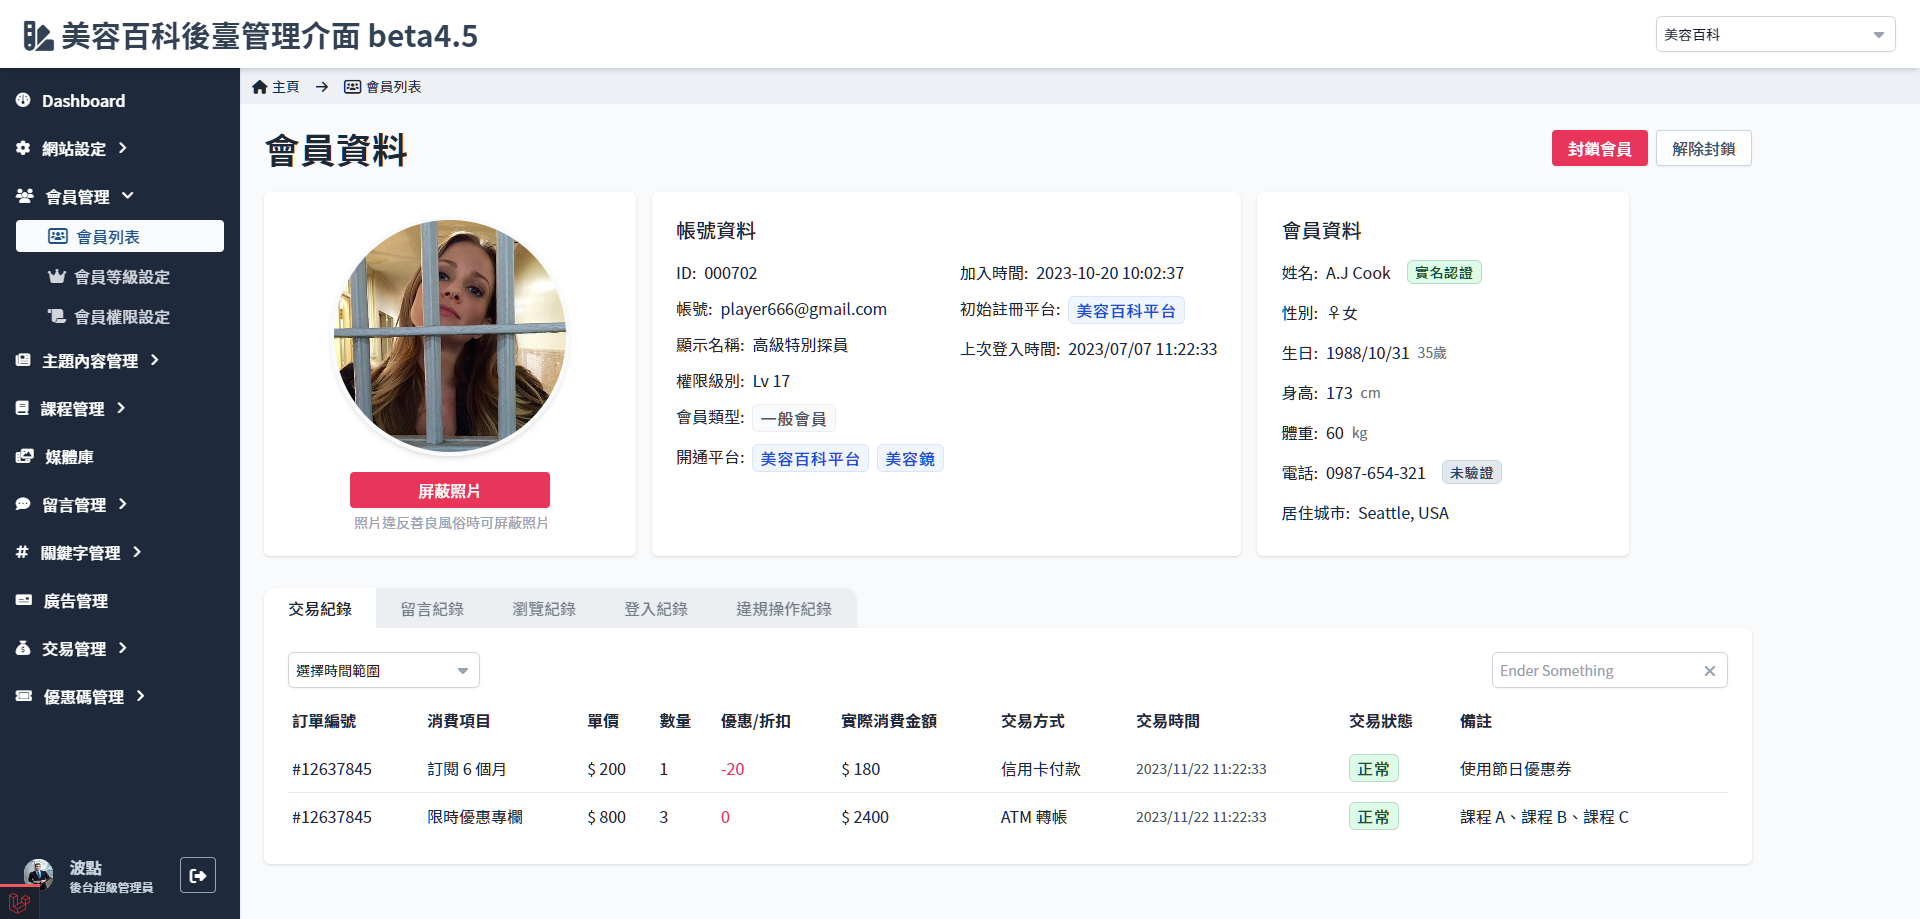 美容百科後臺管理介面 beta4.5
美容百科
Dashboard
網站設定
會員管理
會員列表
會員等級設定
會員權限設定
主題內容管理
課程管理
媒體庫
留言管理
關鍵字管理
廣告管理
交易管理
優惠碼管理
波點
後台超級管理員
主頁 → 會員列表
會員資料
封鎖會員 解除封鎖
屏蔽照片
照片違反善良風俗時可屏蔽照片
帳號資料
ID: 000702
帳號: player666@gmail.com
顯示名稱: 高級特別探員
權限級別: Lv 17
會員類型: 一般會員
開通平台: 美容百科平台 美容鏡
加入時間: 2023-10-20 10:02:37
初始註冊平台: 美容百科平台
上次登入時間: 2023/07/07 11:22:33
會員資料
姓名: A.J Cook 實名認證
性別: ♀女
生日: 1988/10/31 35歲
身高: 173 cm
體重: 60 kg
電話: 0987-654-321 未驗證
居住城市: Seattle, USA
交易紀錄 留言紀錄 瀏覽紀錄 登入紀錄 違規操作紀錄
選擇時間範圍 Ender Something
訂單編號 消費項目 單價 數量 優惠/折扣 實際消費金額 交易方式 交易時間 交易狀態 備註
#12637845 訂閱 6 個月 $ 200 1 -20 $ 180 信用卡付款 2023/11/22 11:22:33 正常 使用節日優惠券
#12637845 限時優惠專欄 $ 800 3 0 $ 2400 ATM 轉帳 2023/11/22 11:22:33 正常 課程 A、課程 B、課程 C